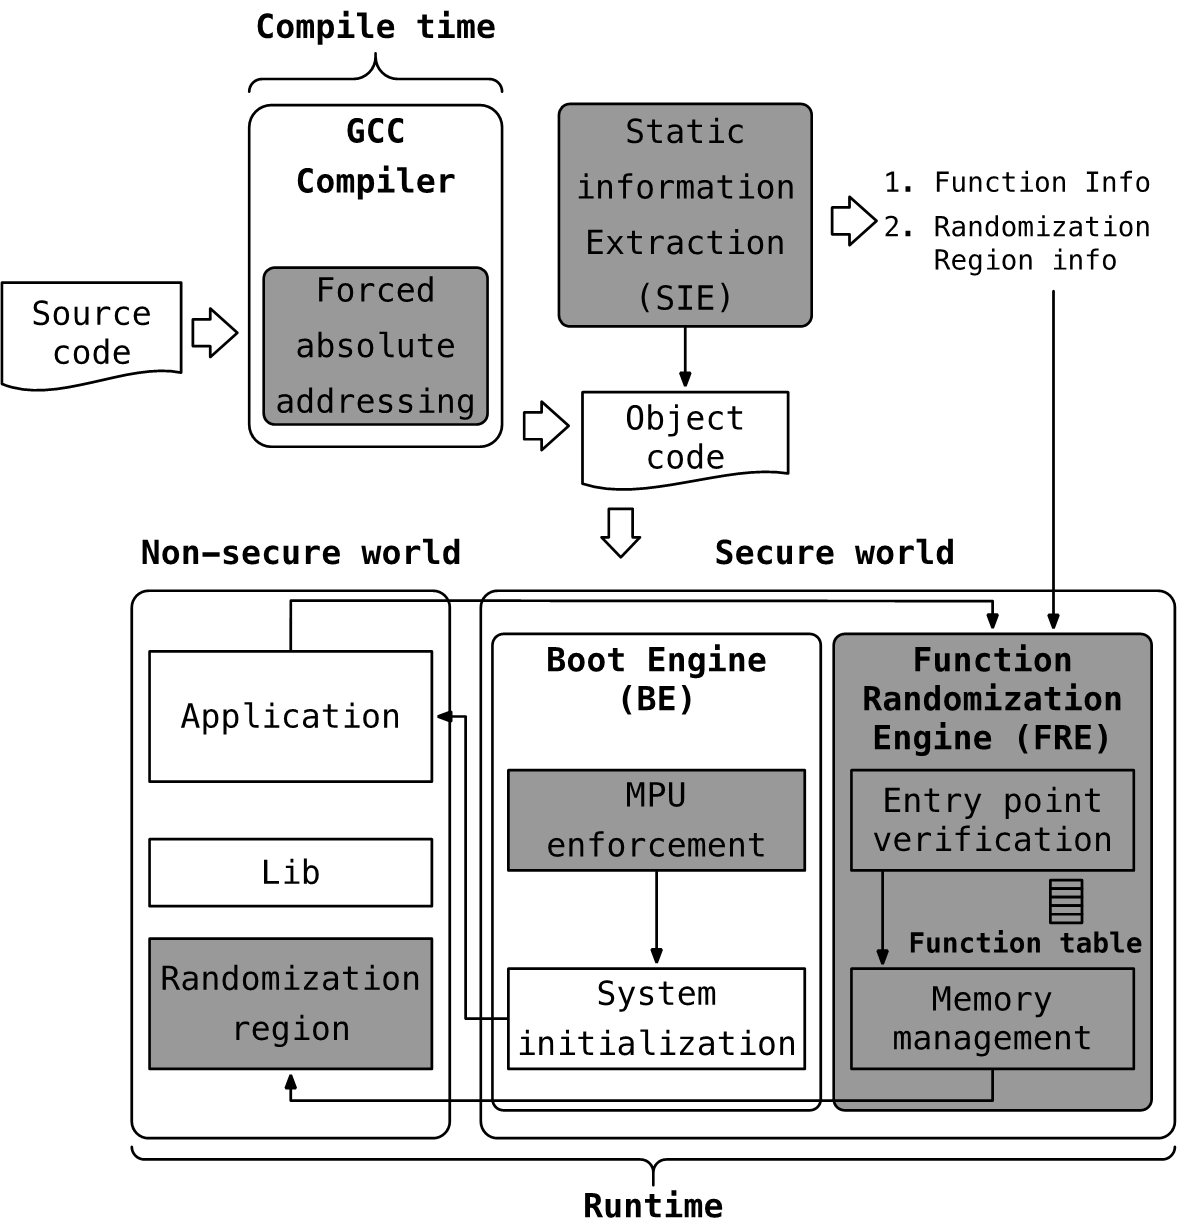 Compile time
GCC
Compiler
Forced
absolute
addressing
Source
code
Static
information
Extraction
(SIE)
1. Function Info
2. Randomization
Region info
Object
code
Non-secure world
Secure world
Application
Lib
Randomization
region
Boot Engine
(BE)
MPU
enforcement
System
initialization
Function
Randomization
Engine (FRE)
Entry point
verification
Function table
Memory
management
Runtime